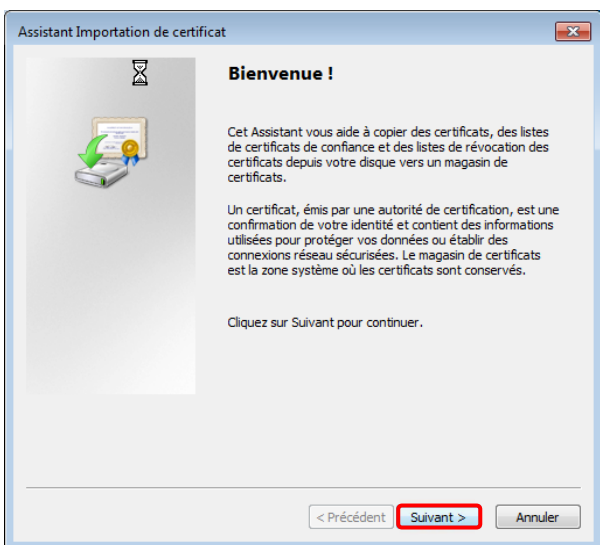 Assistant Importation de certificat
Bienvenue !
Cet Assistant vous aide à copier des certificats, des listes
de certificats de confiance et des listes de révocation des
certificats depuis votre disque vers un magasin de
certificats.
Un certificat, émis par une autorité de certification, est une
confirmation de votre identité et contient des informations
utilisées pour protéger vos données ou établir des
connexions réseau sécurisées. Le magasin de certificats
est la zone système où les certificats sont conservés.
Cliquez sur Suivant pour continuer.
< Précédent Suivant > Annuler